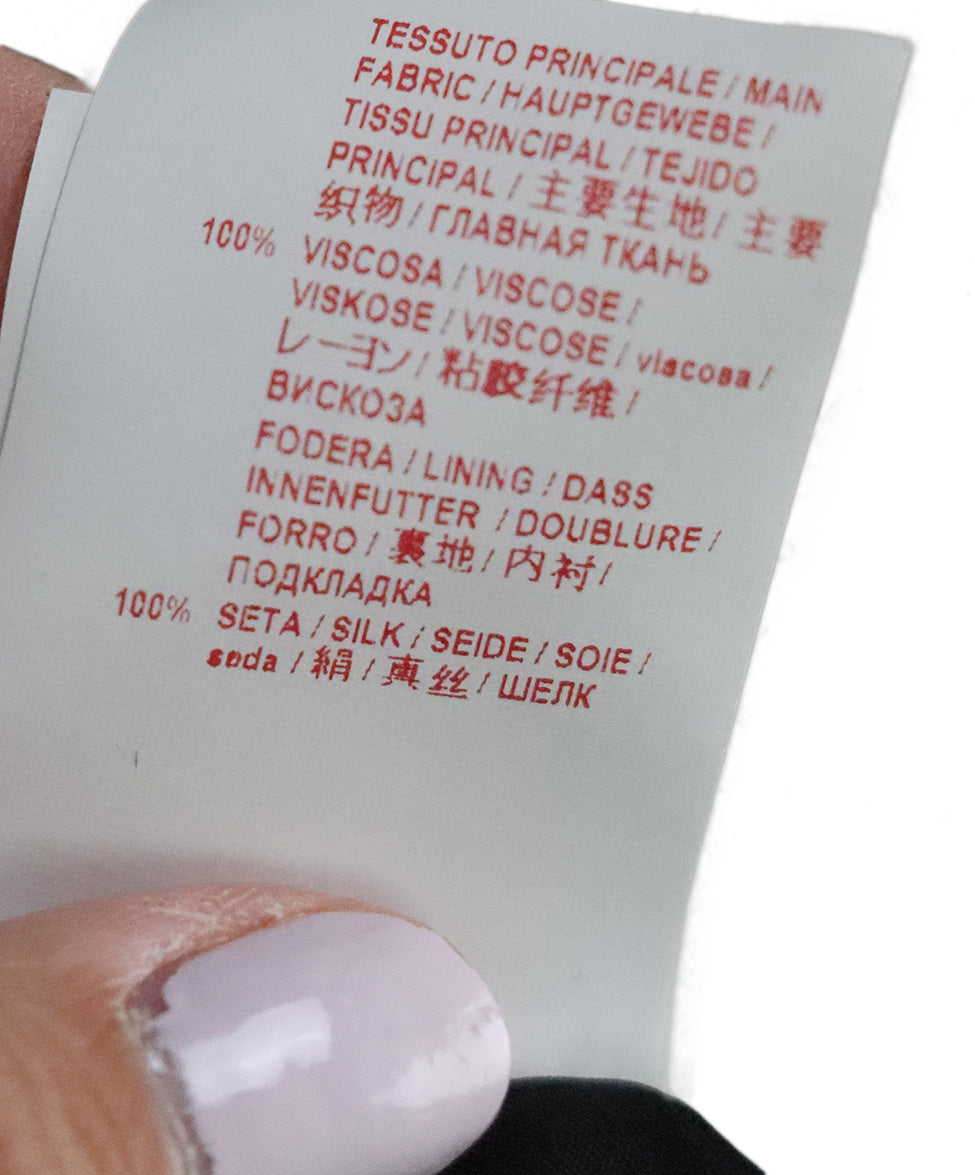 TESSUTO PRINCIPALE / MAIN
FABRIC / HAUPTGEWEBE /
TISSU PRINCIPAL / TEJIDO
PRINCIPAL / 主要生地 / 主要
织物 / ГЛАВНАЯ ТКАНЬ
100% VISCOSA / VISCOSE /
VISKOSE / VISCOSE / viscosa /
レーヨン / 粘胶纤维 /
ВИСКОЗА
FODERA / LINING / DASS
INNENFUTTER / DOUBLURE /
FORRO / 裏地 / 内衬 /
ПОДКЛАДКА
100% SETA / SILK / SEIDE / SOIE /
seda / 絹 / 真丝 / ШЕЛК